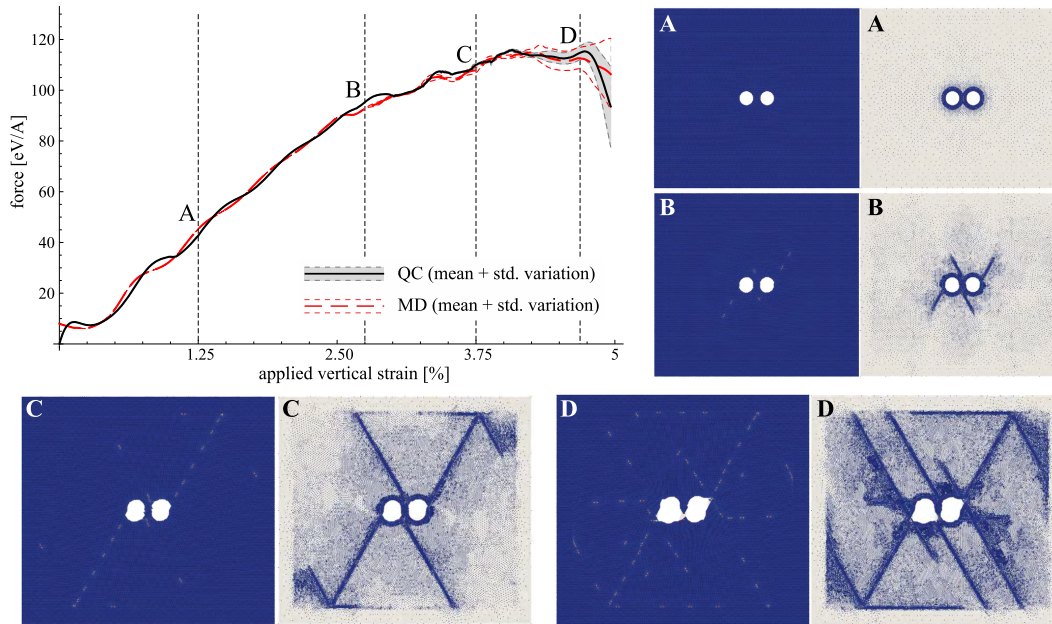 120
100
80
60
40
20
force [eV/A]
A
B
C
D
QC (mean + std. variation)
MD (mean + std. variation)
1.25
2.50
3.75
5
applied vertical strain [%]
A
A
B
B
C
C
D
D